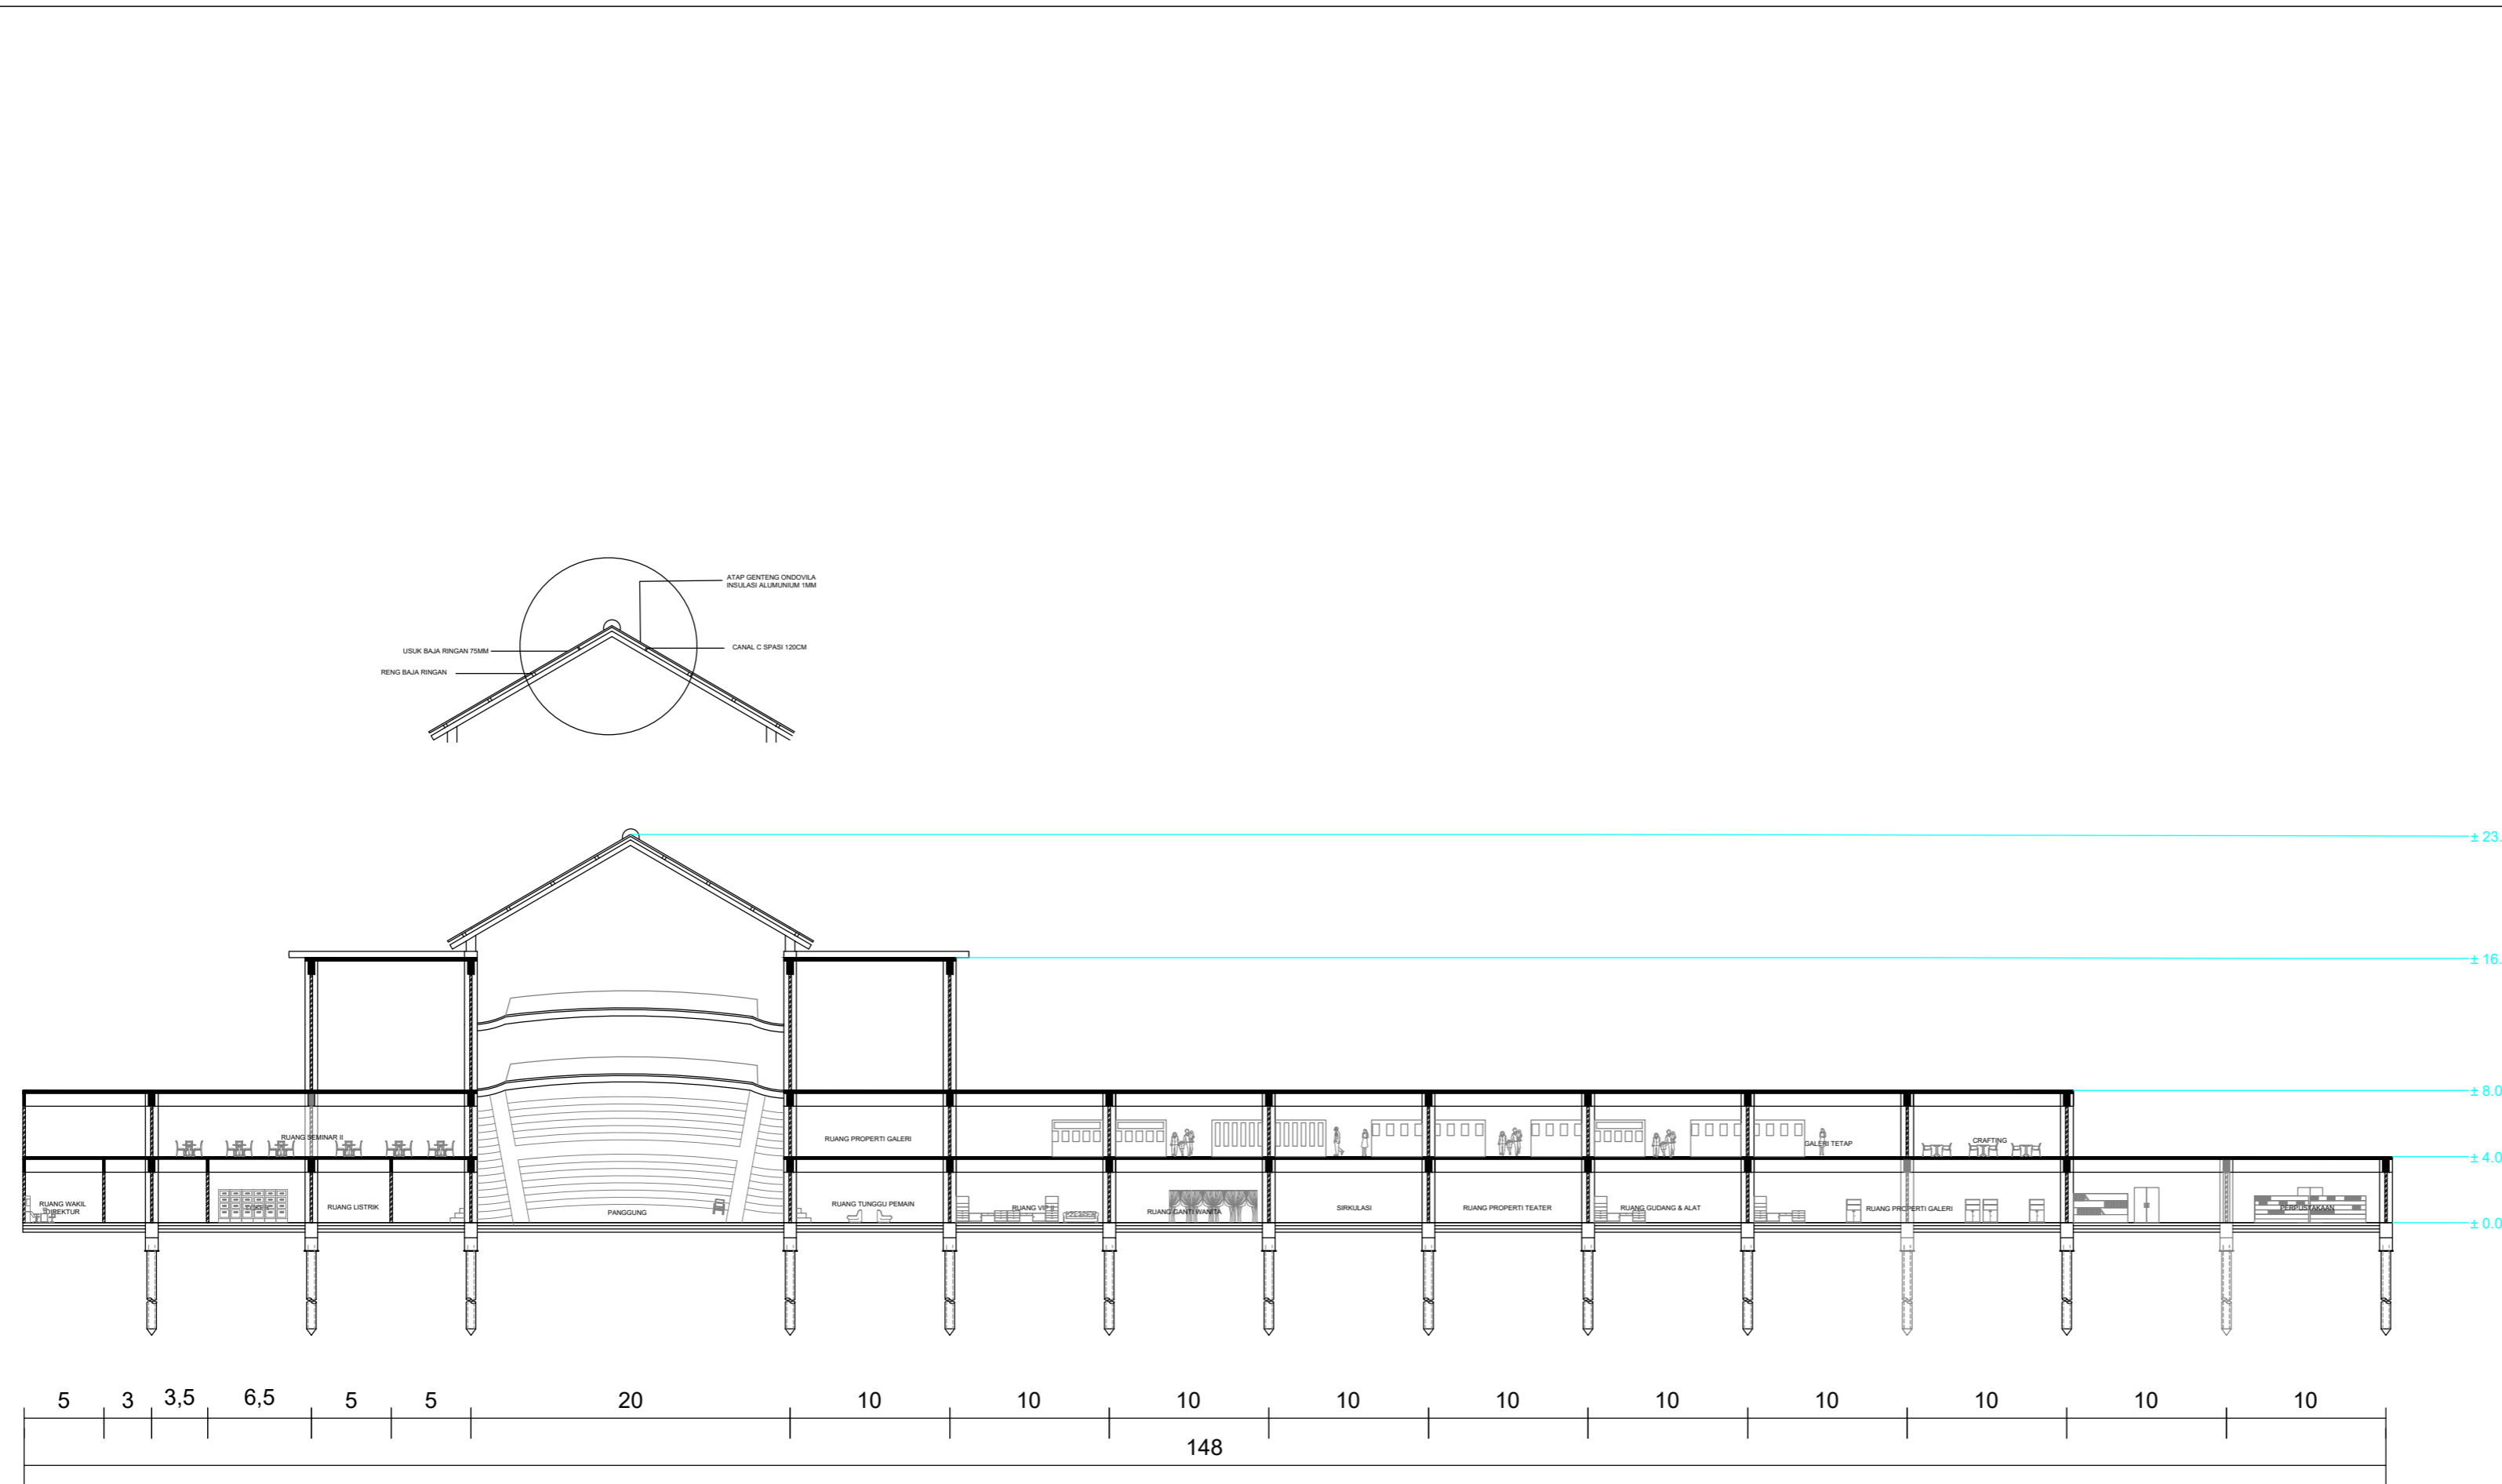 ATAP GENTENG ONDOVILA
INSULASI ALUMUNIUM 1MM
USUK BAJA RINGAN 75MM
CANAL C SPASI 120CM
RENG BAJA RINGAN
± 23.
± 16.
± 8.0
RUANG SEMINAR II
RUANG PROPERTI GALERI
GALERI TETAP
CRAFTING
± 4.0
RUANG WAKIL
DIREKTUR
RUANG LISTRIK
PANGGUNG
RUANG TUNGGU PEMAIN
RUANG VIP II
RUANG GANTI WANITA
SIRKULASI
RUANG PROPERTI TEATER
RUANG GUDANG & ALAT
RUANG PROPERTI GALERI
PERPUSTAKAAN
± 0.0
5 3 3,5 6,5 5 5 20 10 10 10 10 10 10 10 10 10 10
148